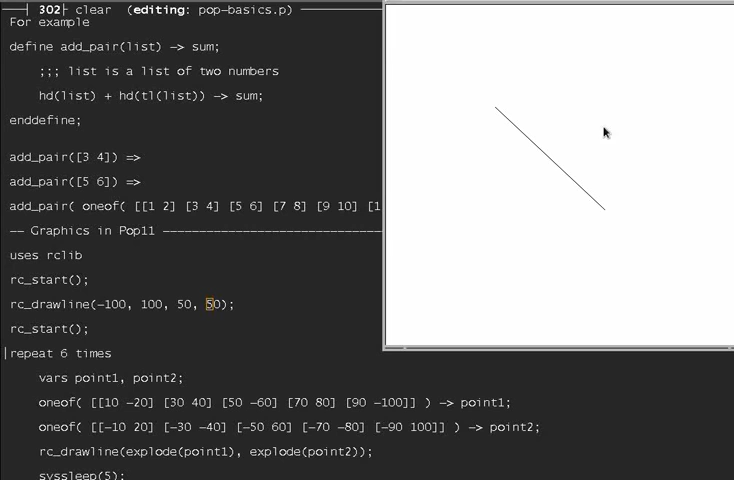 302 clear (editing: pop-basics.p)
For example
define add_pair(list) -> sum;
;;; list is a list of two numbers
hd(list) + hd(tl(list)) -> sum;
enddefine;
add_pair([3 4]) =>
add_pair([5 6]) =>
add_pair( oneof( [[1 2] [3 4] [5 6] [7 8] [9 10] [1
-- Graphics in Pop11 ------------------------------
uses rclib
rc_start();
rc_drawline(-100, 100, 50, 50);
rc_start();
repeat 6 times
vars point1, point2;
oneof( [[10 -20] [30 40] [50 -60] [70 80] [90 -100]] ) -> point1;
oneof( [[-10 20] [-30 -40] [-50 60] [-70 -80] [-90 100]] ) -> point2;
rc_drawline(explode(point1), explode(point2));
syssleep(5);